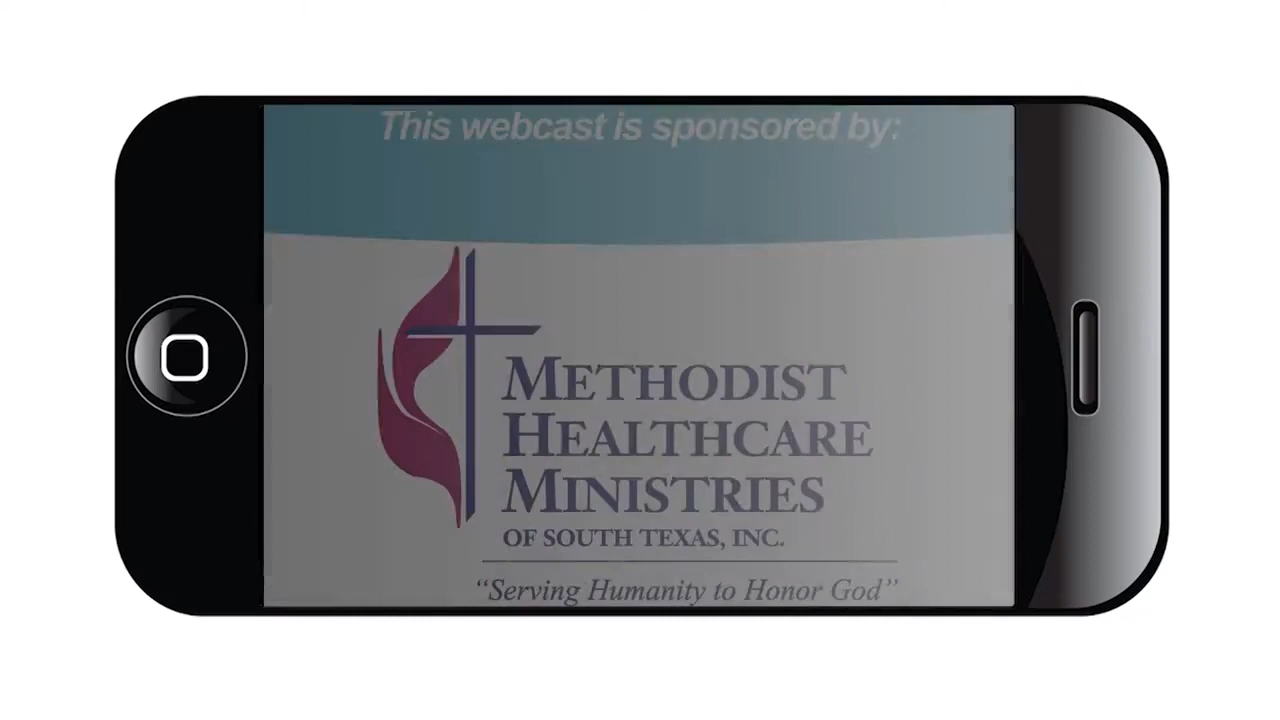 This webcast is sponsored by:
METHODIST
HEALTHCARE
MINISTRIES
OF SOUTH TEXAS, INC.
“Serving Humanity to Honor God”